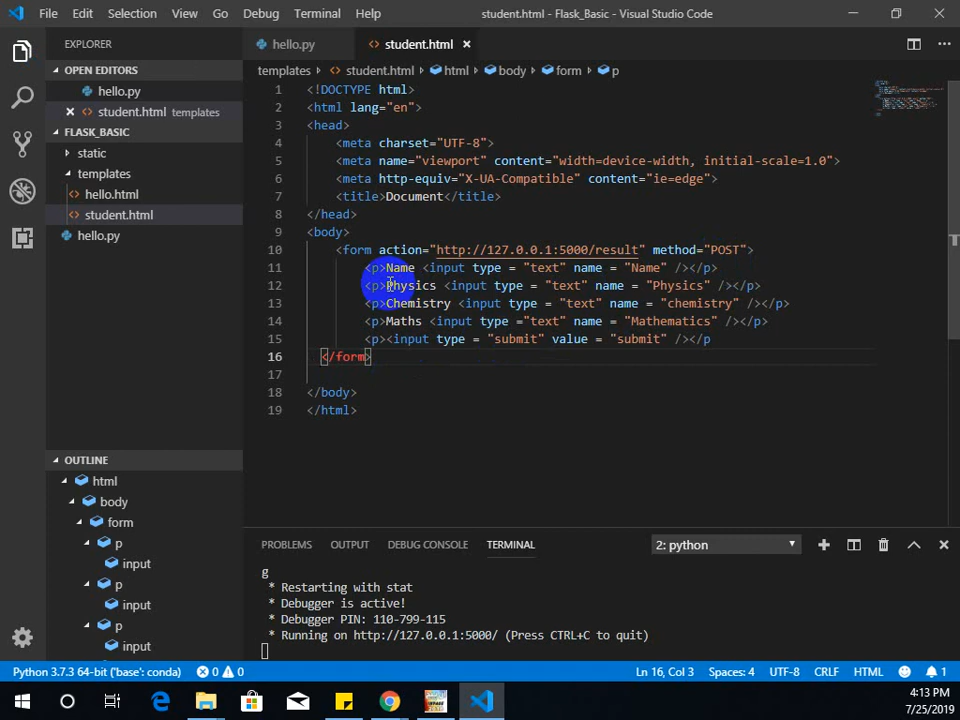 File Edit Selection View Go Debug Terminal Help student.html - Flask_Basic - Visual Studio Code
EXPLORER
OPEN EDITORS
hello.py
student.html templates
FLASK_BASIC
static
templates
hello.html
student.html
hello.py
OUTLINE
html
body
form
p
input
p
input
p
input
hello.py student.html
templates student.html html body form p
1 <!DOCTYPE html>
2 <html lang="en">
3 <head>
4 <meta charset="UTF-8">
5 <meta name="viewport" content="width=device-width, initial-scale=1.0">
6 <meta http-equiv="X-UA-Compatible" content="ie=edge">
7 <title>Document</title>
8 </head>
9 <body>
10 <form action="http://127.0.0.1:5000/result" method="POST">
11 <p>Name <input type = "text" name = "Name" /></p>
12 <p>Physics <input type = "text" name = "Physics" /></p>
13 <p>Chemistry <input type = "text" name = "chemistry" /></p>
14 <p>Maths <input type ="text" name = "Mathematics" /></p>
15 <p><input type = "submit" value = "submit" /></p
16 </form>
17
18 </body>
19 </html>
PROBLEMS OUTPUT DEBUG CONSOLE TERMINAL 2: python
g
* Restarting with stat
* Debugger is active!
* Debugger PIN: 110-799-115
* Running on http://127.0.0.1:5000/ (Press CTRL+C to quit)
Python 3.7.3 64-bit ('base': conda) 0 0 Ln 16, Col 3 Spaces: 4 UTF-8 CRLF HTML 1
4:13 PM
7/25/2019